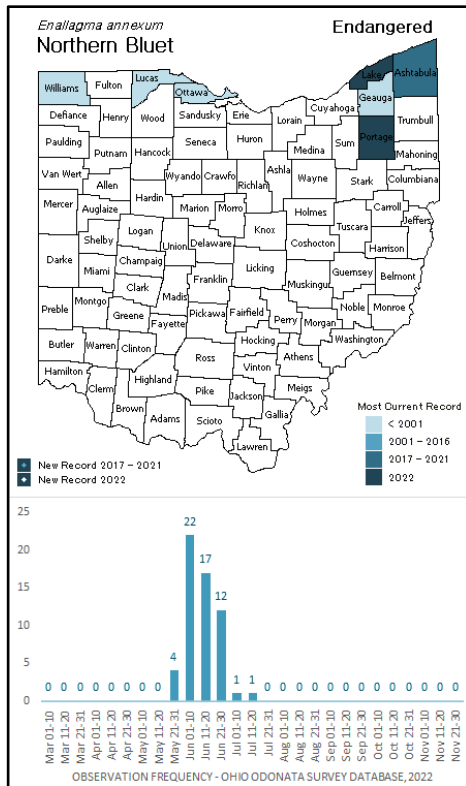 Enallagma annexum
Northern Bluet
Endangered
Williams
Fulton
Lucas
Ottawa
Lake
Ashtabula
Geauga
Cuyahoga
Defiance
Henry
Wood
Sandusky
Erie
Lorain
Trumbull
Portage
Paulding
Putnam
Hancock
Seneca
Huron
Medina
Sum
Mahoning
Van Wert
Allen
Wyando
Crawfo
Richlan
Ashla
Wayne
Stark
Columbiana
Mercer
Auglaize
Hardin
Marion
Morro
Holmes
Carroll
Jeffers
Tuscara
Logan
Union
Delaware
Knox
Coshocton
Harrison
Shelby
Darke
Champaig
Licking
Guernsey
Belmont
Miami
Clark
Franklin
Muskingu
Madis
Noble
Monroe
Preble
Montgo
Greene
Fayette
Pickawa
Fairfield
Perry
Morgan
Washington
Butler
Warren
Clinton
Ross
Hocking
Athens
Vinton
Hamilton
Clerm
Highland
Pike
Jackson
Meigs
Gallia
Brown
Adams
Scioto
Lawren
Most Current Record
< 2001
2001 – 2016
2017 – 2021
2022
New Record 2017 – 2021
New Record 2022
25
20
15
10
5
0
0 0 0 0 0 0 0 0 4 22 17 12 1 1 0 0 0 0 0 0 0 0 0 0 0 0 0
Mar 01-10
Mar 11-20
Mar 21-31
Apr 01-10
Apr 11-20
Apr 21-30
May 01-10
May 11-20
May 21-31
Jun 01-10
Jun 11-20
Jun 21-30
Jul 01-10
Jul 11-20
Jul 21-31
Aug 01-10
Aug 11-20
Aug 21-31
Sep 01-10
Sep 11-20
Sep 21-30
Oct 01-10
Oct 11-20
Oct 21-31
Nov 01-10
Nov 11-20
Nov 21-30
OBSERVATION FREQUENCY - OHIO ODONATA SURVEY DATABASE, 2022